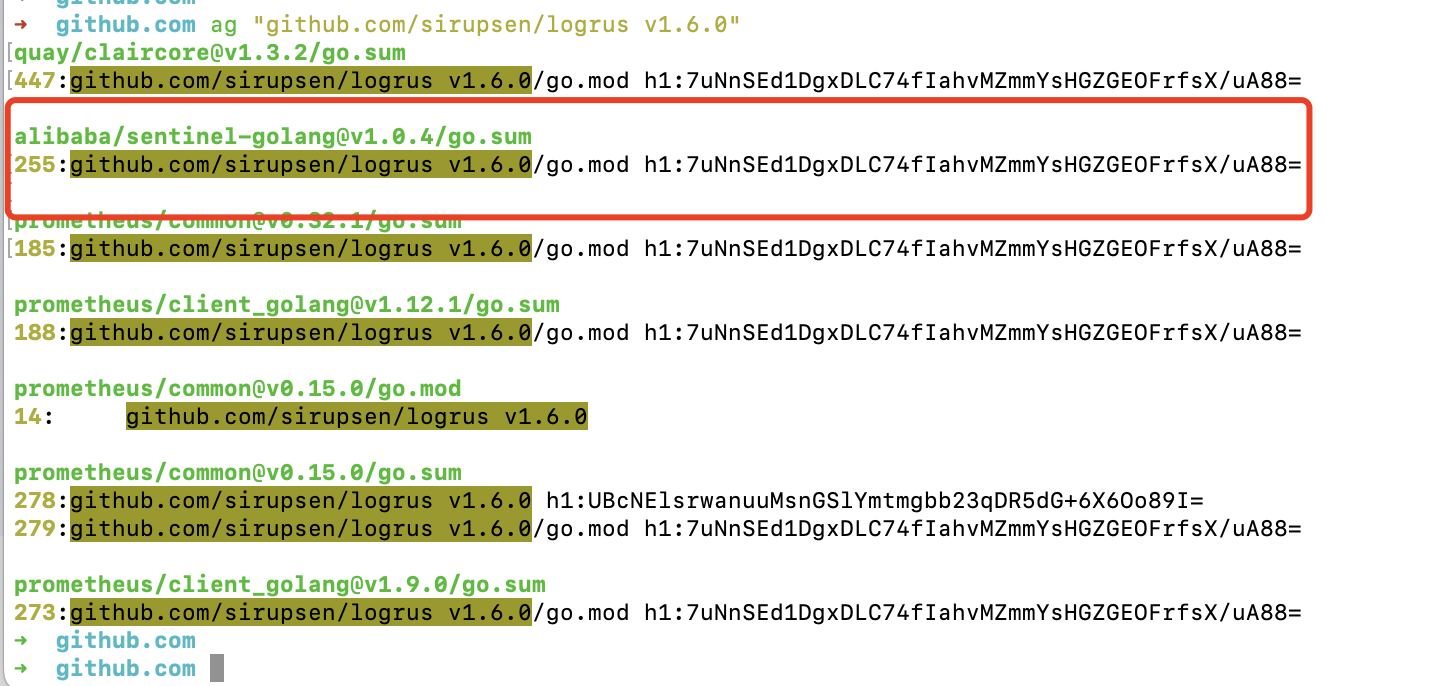 github.com
➜ github.com ag "github.com/sirupsen/logrus v1.6.0"
quay/claircore@v1.3.2/go.sum
447:github.com/sirupsen/logrus v1.6.0/go.mod h1:7uNnSEd1DgxDLC74fIahvMZmmYsHGZGEOFrfsX/uA88=
alibaba/sentinel-golang@v1.0.4/go.sum
255:github.com/sirupsen/logrus v1.6.0/go.mod h1:7uNnSEd1DgxDLC74fIahvMZmmYsHGZGEOFrfsX/uA88=
prometheus/common@v0.32.1/go.sum
185:github.com/sirupsen/logrus v1.6.0/go.mod h1:7uNnSEd1DgxDLC74fIahvMZmmYsHGZGEOFrfsX/uA88=
prometheus/client_golang@v1.12.1/go.sum
188:github.com/sirupsen/logrus v1.6.0/go.mod h1:7uNnSEd1DgxDLC74fIahvMZmmYsHGZGEOFrfsX/uA88=
prometheus/common@v0.15.0/go.mod
14: github.com/sirupsen/logrus v1.6.0
prometheus/common@v0.15.0/go.sum
278:github.com/sirupsen/logrus v1.6.0 h1:UBcNElsrwanuuMsnGSlYmtmgbb23qDR5dG+6X6Oo89I=
279:github.com/sirupsen/logrus v1.6.0/go.mod h1:7uNnSEd1DgxDLC74fIahvMZmmYsHGZGEOFrfsX/uA88=
prometheus/client_golang@v1.9.0/go.sum
273:github.com/sirupsen/logrus v1.6.0/go.mod h1:7uNnSEd1DgxDLC74fIahvMZmmYsHGZGEOFrfsX/uA88=
➜ github.com
➜ github.com